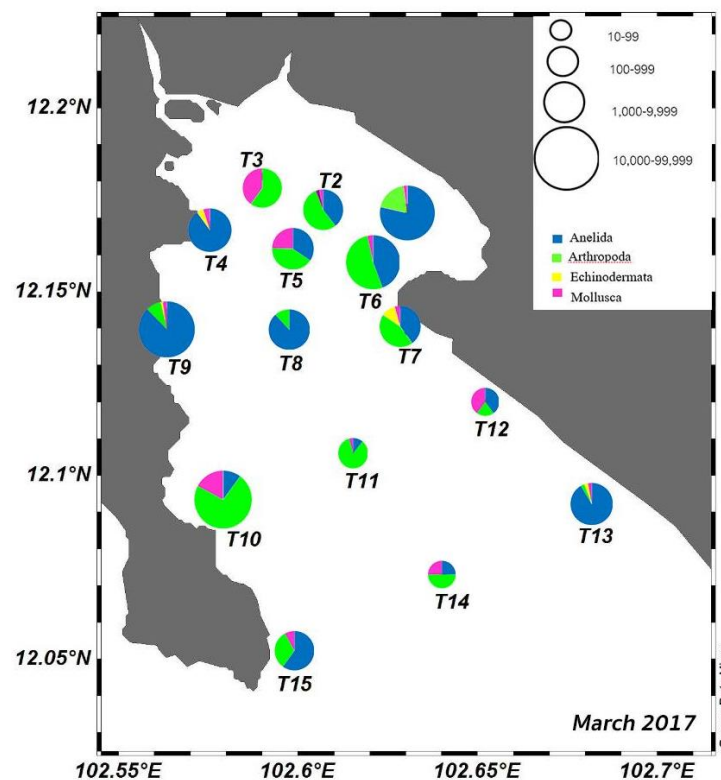 10-99
100-999
1,000-9,999
10,000-99,999
Anelida
Arthropoda
Echinodermata
Mollusca
12.2°N
12.15°N
12.1°N
12.05°N
T3
T2
T4
T5
T6
T7
T9
T8
T12
T11
T10
T13
T14
T15
March 2017
102.55°E
102.6°E
102.65°E
102.7°E